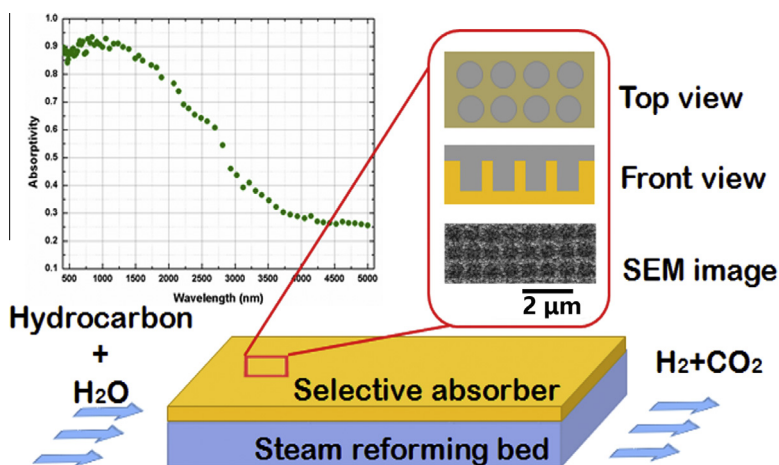 1.0
0.9
0.8
0.7
0.6
0.5
0.4
0.3
0.2
0.1
Absorptivity
500 1000 1500 2000 2500 3000 3500 4000 4500 5000
Wavelength (nm)
Top view
Front view
SEM image
2 μm
Hydrocarbon
+
H₂O
Selective absorber
Steam reforming bed
H₂+CO₂